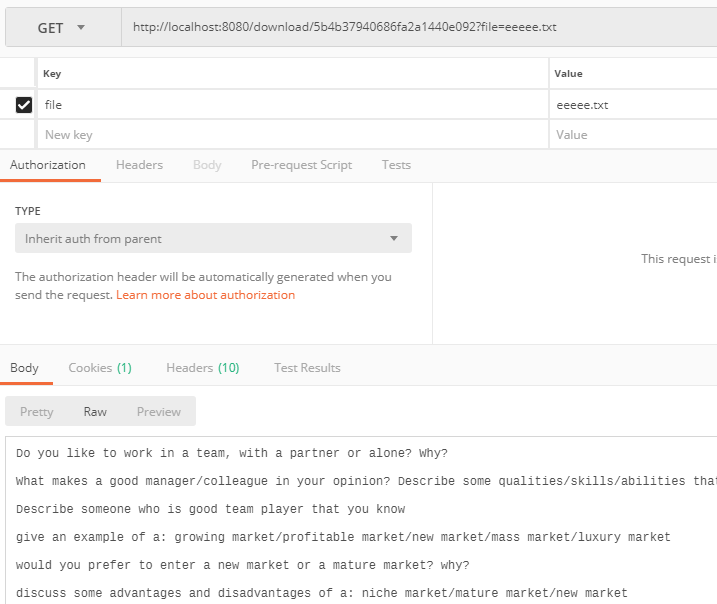 GET http://localhost:8080/download/5b4b37940686fa2a1440e092?file=eeeee.txt
Key Value
file eeeee.txt
New key Value
Authorization Headers Body Pre-request Script Tests
TYPE
Inherit auth from parent
This request i
The authorization header will be automatically generated when you
send the request. Learn more about authorization
Body Cookies (1) Headers (10) Test Results
Pretty Raw Preview
Do you like to work in a team, with a partner or alone? Why?
What makes a good manager/colleague in your opinion? Describe some qualities/skills/abilities that
Describe someone who is good team player that you know
give an example of a: growing market/profitable market/new market/mass market/luxury market
would you prefer to enter a new market or a mature market? why?
discuss some advantages and disadvantages of a: niche market/mature market/new market